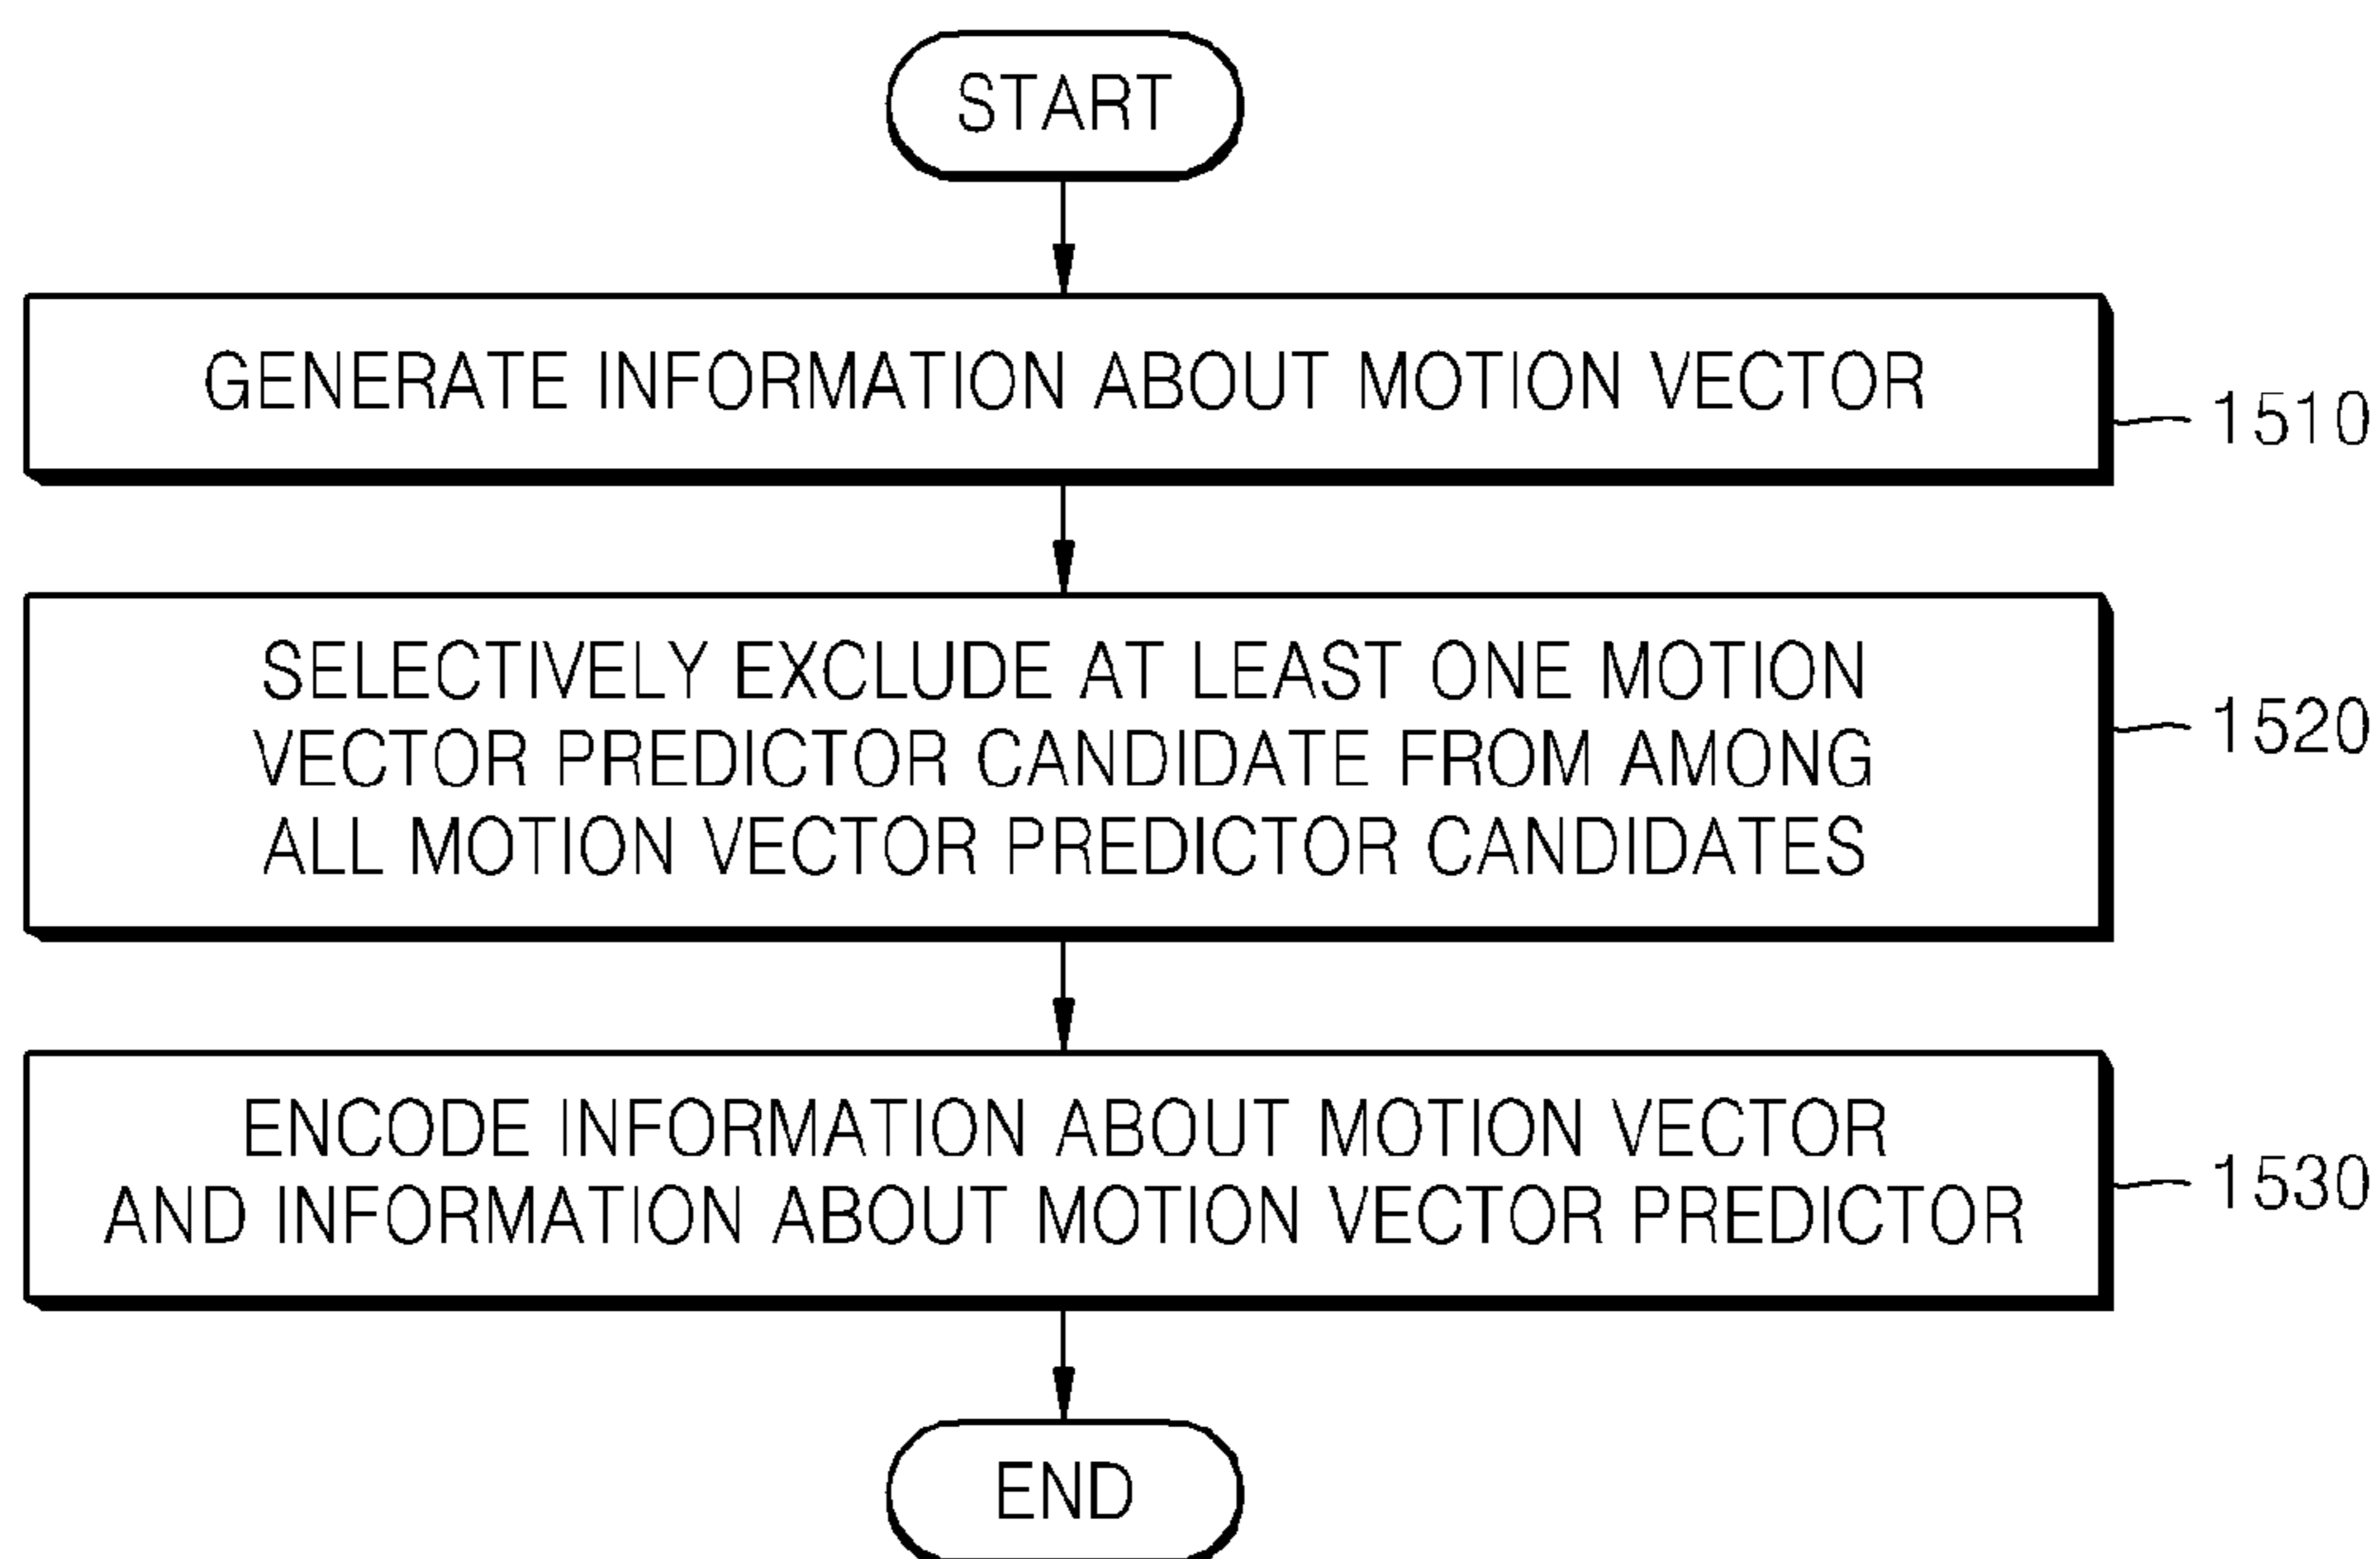 START
GENERATE INFORMATION ABOUT MOTION VECTOR
1510
SELECTIVELY EXCLUDE AT LEAST ONE MOTION
VECTOR PREDICTOR CANDIDATE FROM AMONG
ALL MOTION VECTOR PREDICTOR CANDIDATES
1520
ENCODE INFORMATION ABOUT MOTION VECTOR
AND INFORMATION ABOUT MOTION VECTOR PREDICTOR
1530
END